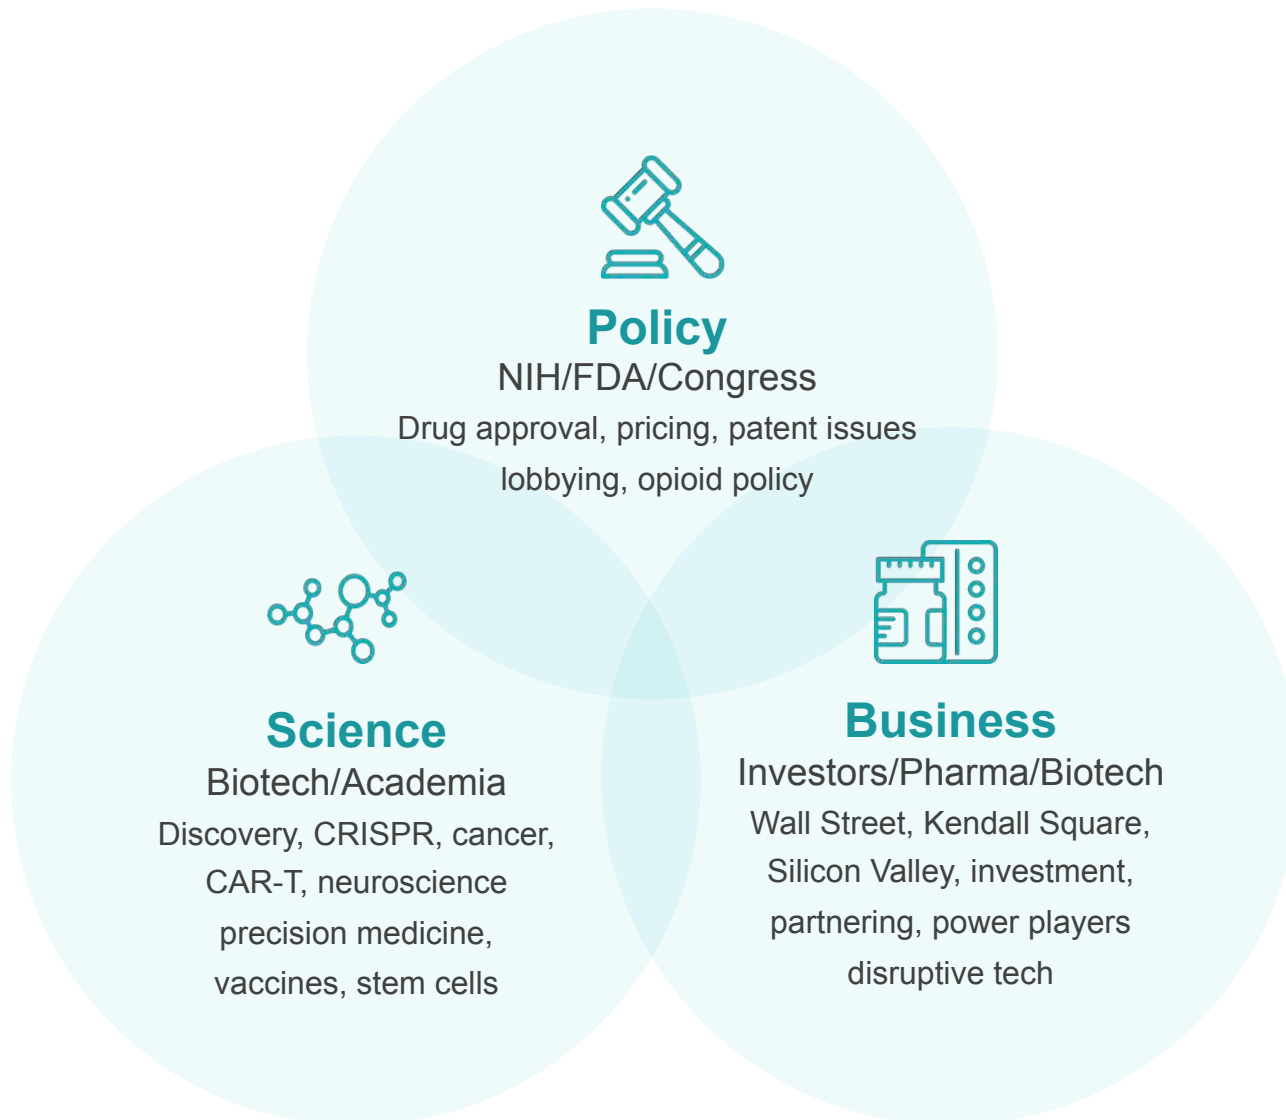 Policy
NIH/FDA/Congress
Drug approval, pricing, patent issues
lobbying, opioid policy
Science
Biotech/Academia
Discovery, CRISPR, cancer,
CAR-T, neuroscience
precision medicine,
vaccines, stem cells
Business
Investors/Pharma/Biotech
Wall Street, Kendall Square,
Silicon Valley, investment,
partnering, power players
disruptive tech